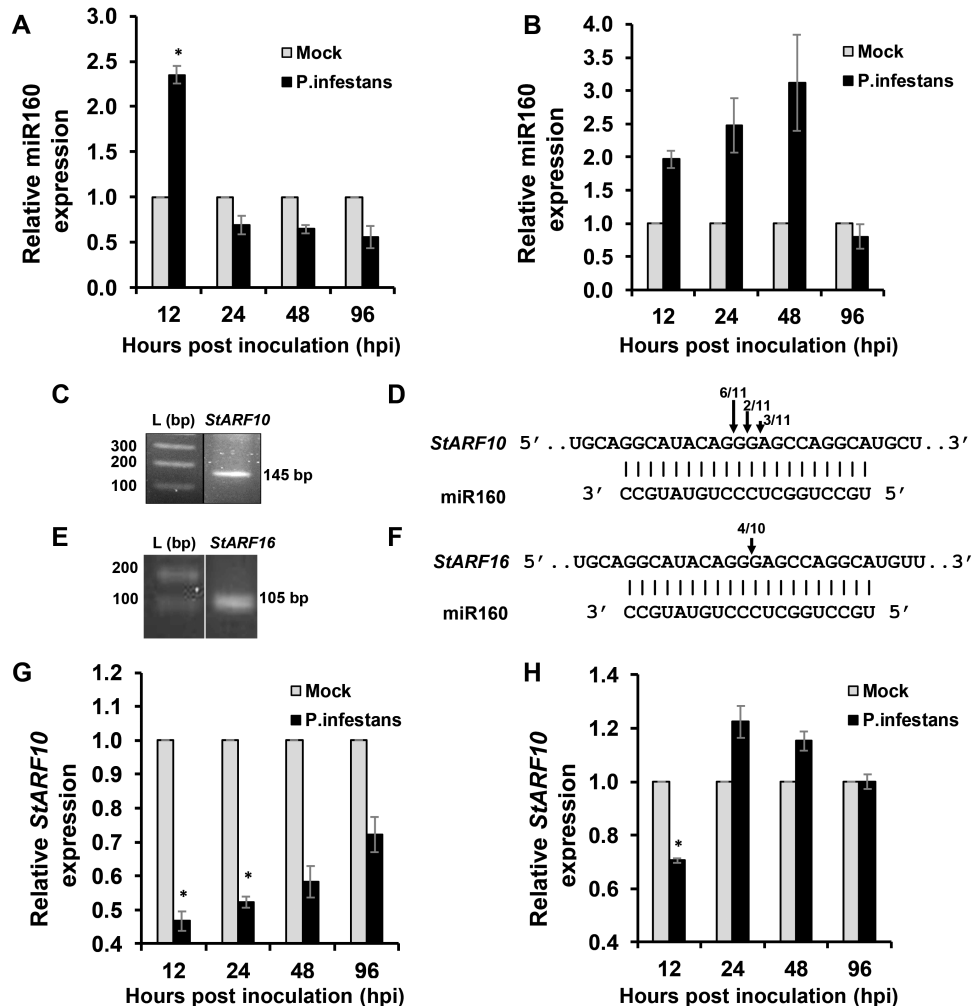 A
Relative miR160 expression
3.0
2.5
2.0
1.5
1.0
0.5
0.0
*
Mock
P.infestans
12 24 48 96
Hours post inoculation (hpi)
B
Relative miR160 expression
4.0
3.5
3.0
2.5
2.0
1.5
1.0
0.5
0.0
Mock
P.infestans
12 24 48 96
Hours post inoculation (hpi)
C
L (bp) StARF10
300
200
100
145 bp
D
6/11
2/11
3/11
StARF10 5′ ..UGCAGGCAUACAGGGAGCCAGGCAUGCU..3′
miR160 3′ CCGUAUGUCCCUCGGUCCGU 5′
E
L (bp) StARF16
200
100
105 bp
F
4/10
StARF16 5′ ..UGCAGGCAUACAGGGAGCCAGGCAUGUU..3′
miR160 3′ CCGUAUGUCCCUCGGUCCGU 5′
G
Relative StARF10 expression
1.2
1.1
1.0
0.9
0.8
0.7
0.6
0.5
0.4
Mock
P.infestans
* *
12 24 48 96
Hours post inoculation (hpi)
H
Relative StARF10 expression
1.4
1.2
1.0
0.8
0.6
0.4
Mock
P.infestans
*
12 24 48 96
Hours post inoculation (hpi)